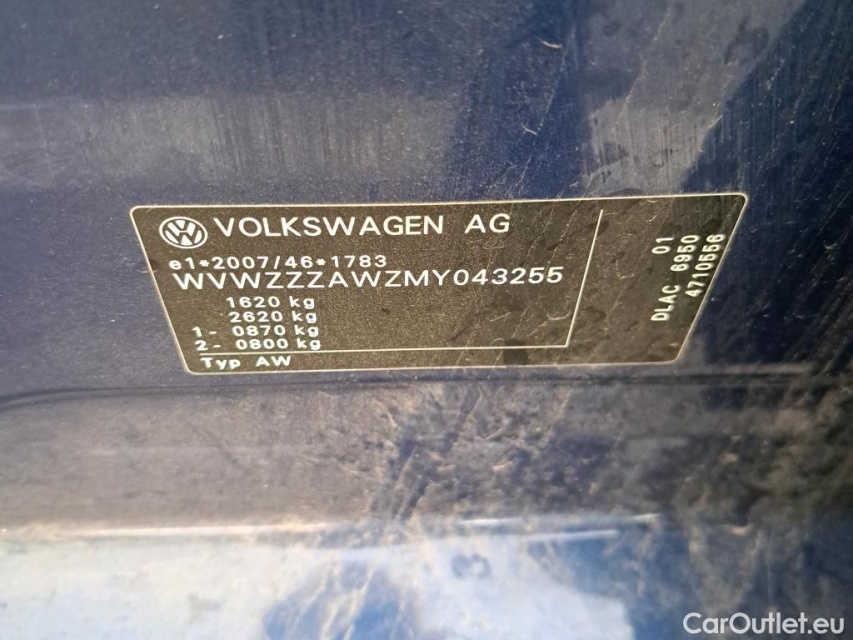 VOLKSWAGEN AG
e1*2007/46*1783
WVWZZZAWZMY043255
1620 kg
2620 kg
1- 0870 kg
2- 0800 kg
Typ AW
01
DLAC 6950
4710556
CarOutlet.eu